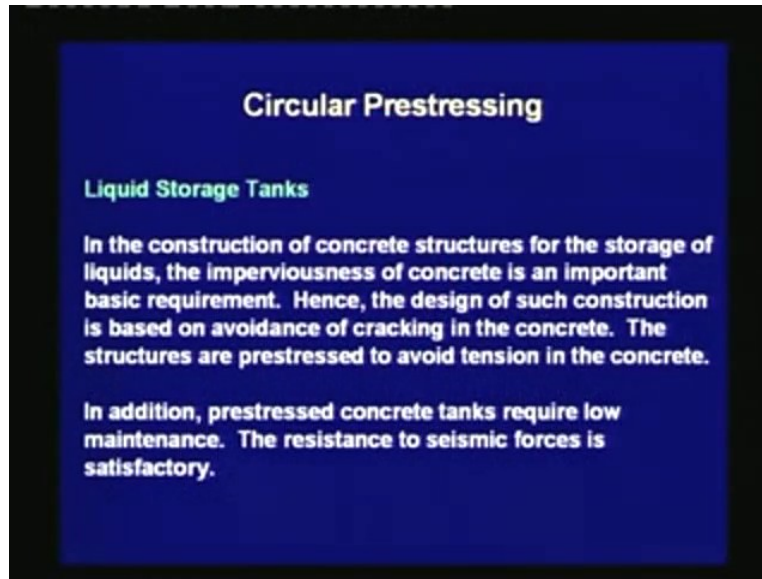 Circular Prestressing
Liquid Storage Tanks
In the construction of concrete structures for the storage of
liquids, the imperviousness of concrete is an important
basic requirement. Hence, the design of such construction
is based on avoidance of cracking in the concrete. The
structures are prestressed to avoid tension in the concrete.
In addition, prestressed concrete tanks require low
maintenance. The resistance to seismic forces is
satisfactory.